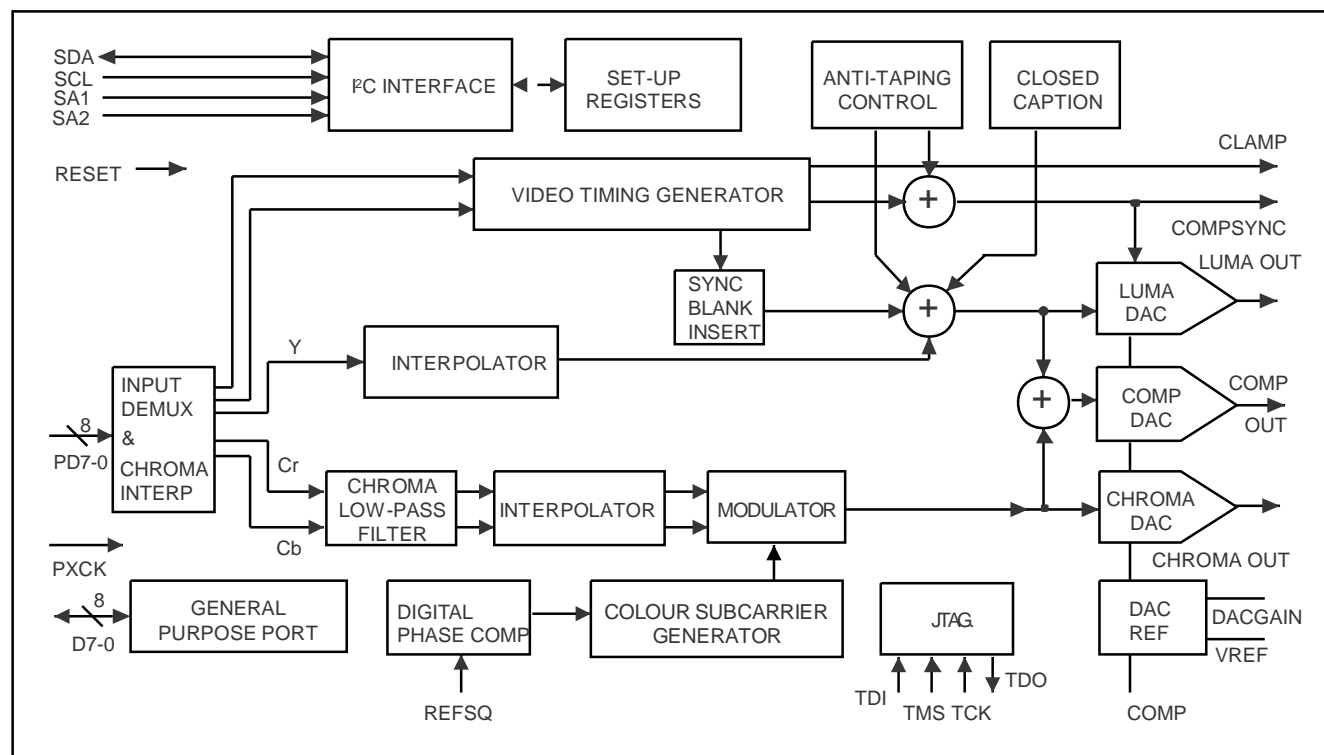 SDA
SCL
SA1
SA2
I²C INTERFACE
SET-UP
REGISTERS
ANTI-TAPING
CONTROL
CLOSED
CAPTION
RESET
VIDEO TIMING GENERATOR
CLAMP
+
COMPSYNC
LUMA OUT
SYNC
BLANK
INSERT
+
LUMA
DAC
Y
INTERPOLATOR
INPUT
DEMUX
&
CHROMA
INTERP
8
PD7-0
+
COMP
DAC
COMP
OUT
Cr
Cb
CHROMA
LOW-PASS
FILTER
INTERPOLATOR
MODULATOR
CHROMA
DAC
CHROMA OUT
PXCK
8
D7-0
GENERAL
PURPOSE PORT
DIGITAL
PHASE COMP
COLOUR SUBCARRIER
GENERATOR
JTAG.
DAC
REF
DACGAIN
VREF
REFSQ
TDI
TMS
TCK
TDO
COMP